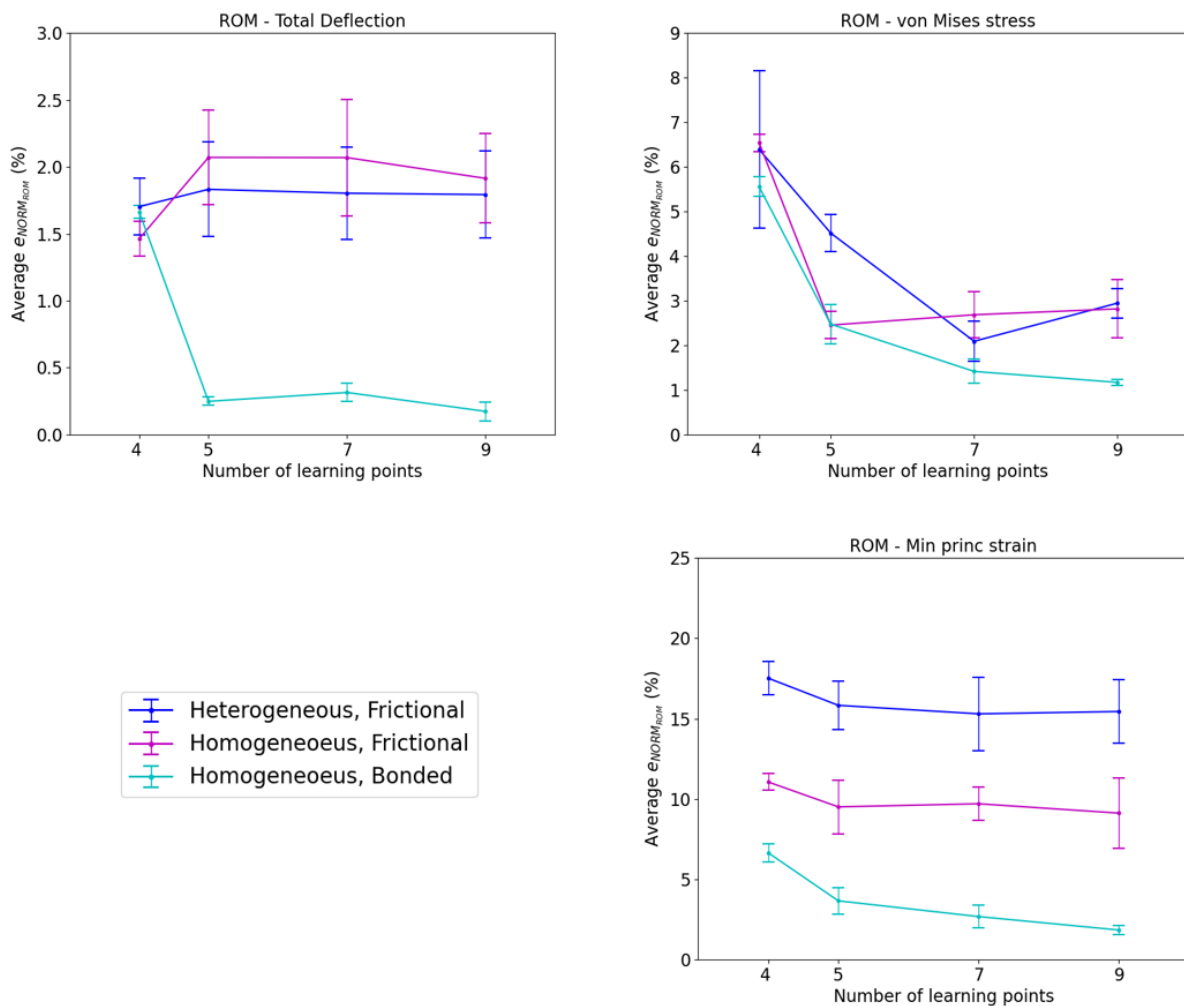 ROM - Total Deflection
3.0
2.5
2.0
1.5
1.0
0.5
0.0
Average e_NORM_ROM (%)
4 5 7 9
Number of learning points
ROM - von Mises stress
9
8
7
6
5
4
3
2
1
0
Average e_NORM_ROM (%)
4 5 7 9
Number of learning points
Heterogeneous, Frictional
Homogeneoeus, Frictional
Homogeneoeus, Bonded
ROM - Min princ strain
25
20
15
10
5
0
Average e_NORM_ROM (%)
4 5 7 9
Number of learning points